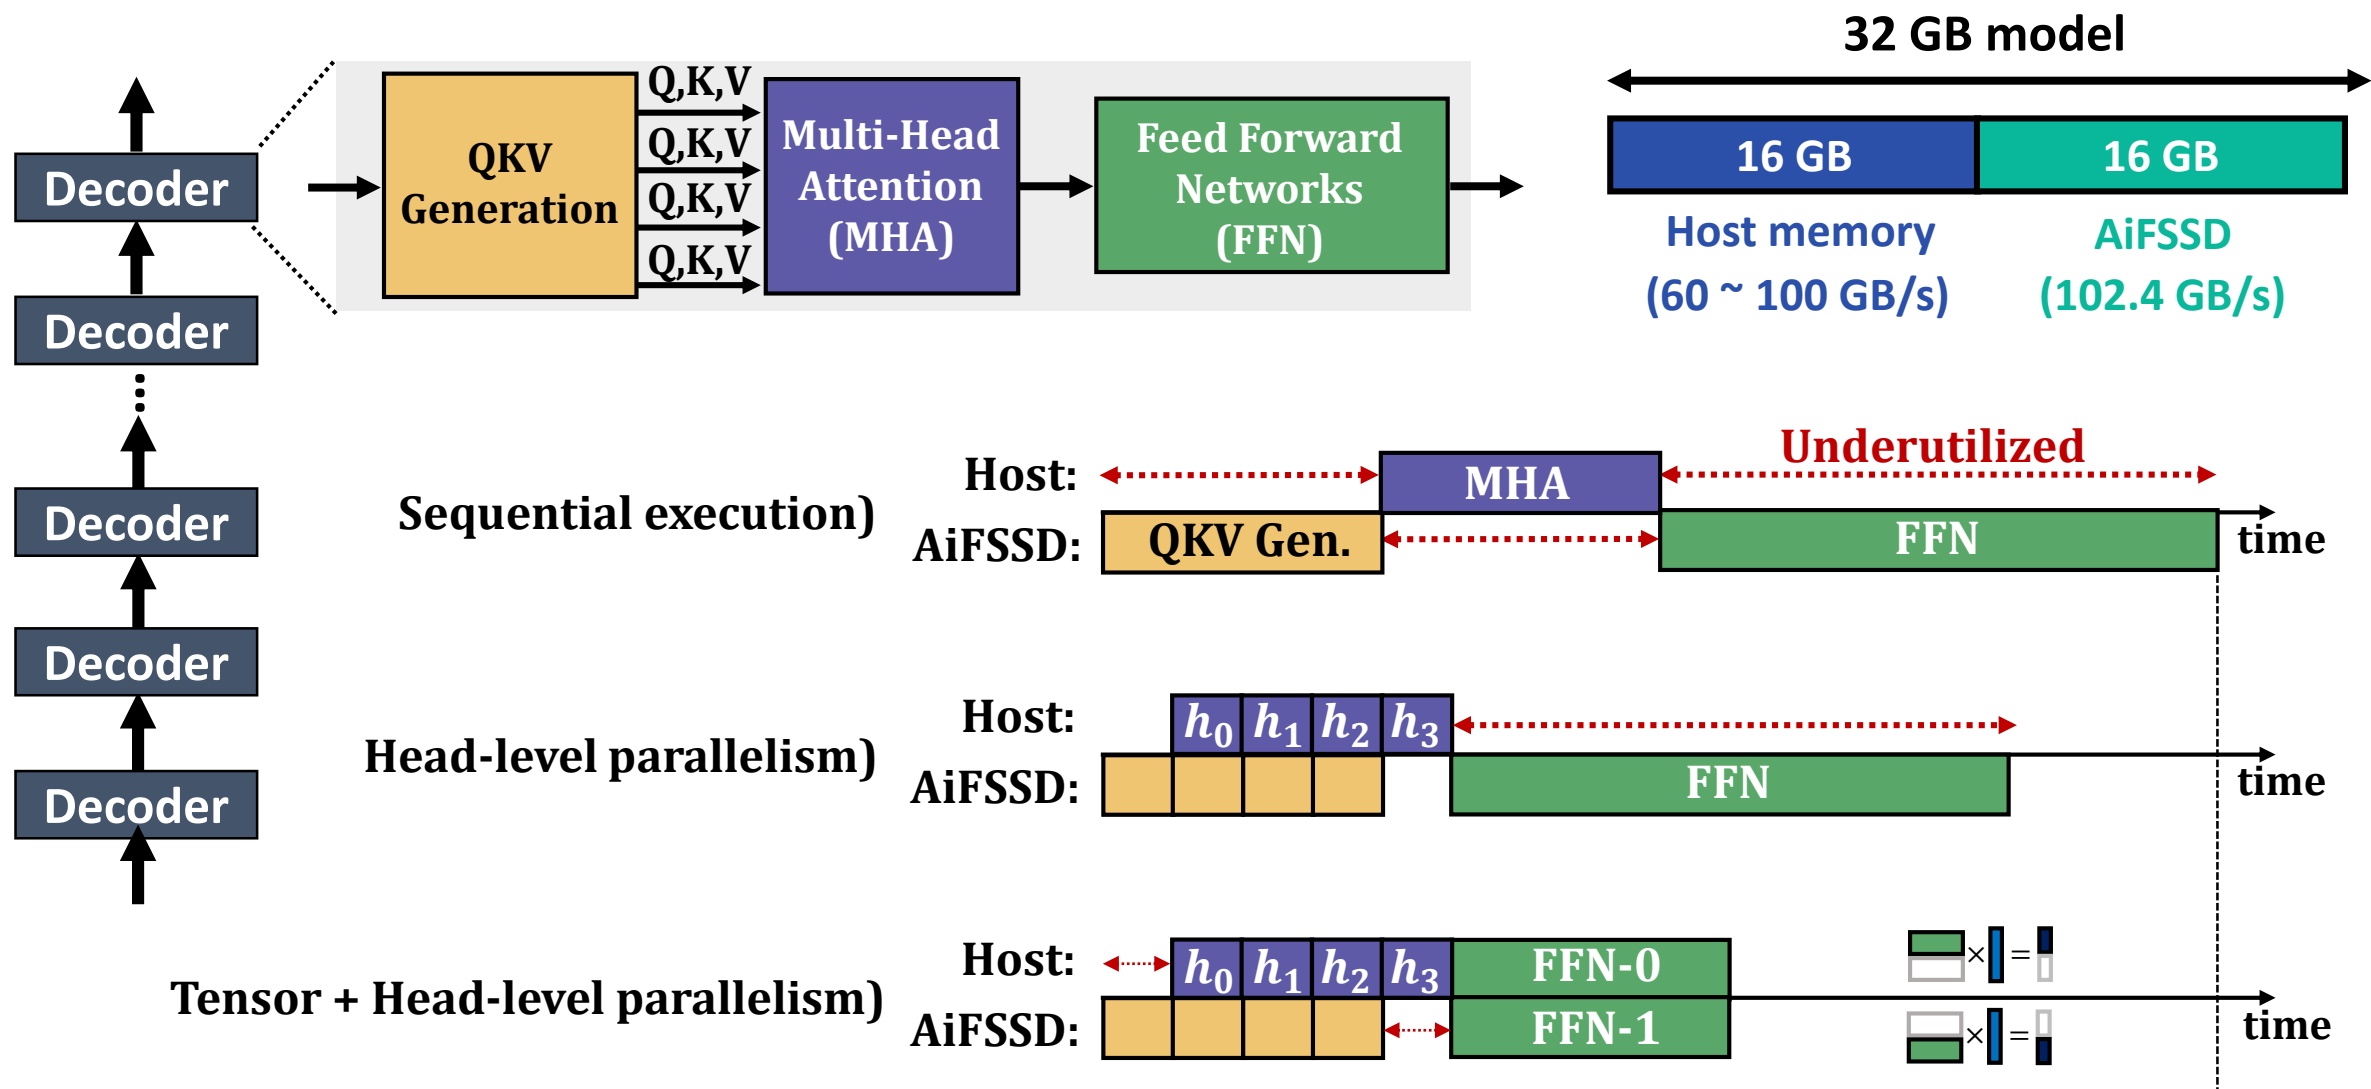 32 GB model
Q,K,V
Q,K,V
Q,K,V
Q,K,V
QKV
Generation
Multi-Head
Attention
(MHA)
Feed Forward
Networks
(FFN)
16 GB
16 GB
Host memory
(60 ~ 100 GB/s)
AiFSSD
(102.4 GB/s)
Decoder
Decoder
Decoder
Decoder
Decoder
Sequential execution)
Host:
MHA
Underutilized
AiFSSD:
QKV Gen.
FFN
time
Head-level parallelism)
Host:
h₀ h₁ h₂ h₃
AiFSSD:
FFN
time
Tensor + Head-level parallelism)
Host:
h₀ h₁ h₂ h₃
FFN-0
× =
AiFSSD:
FFN-1
× =
time